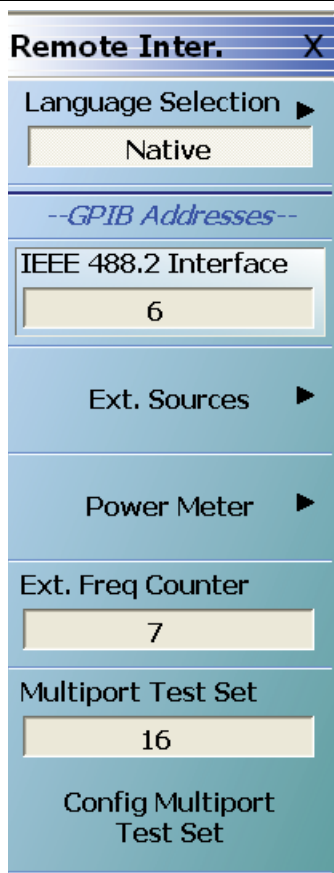 Remote Inter. X
Language Selection
Native
--GPIB Addresses--
IEEE 488.2 Interface
6
Ext. Sources
Power Meter
Ext. Freq Counter
7
Multiport Test Set
16
Config Multiport
Test Set